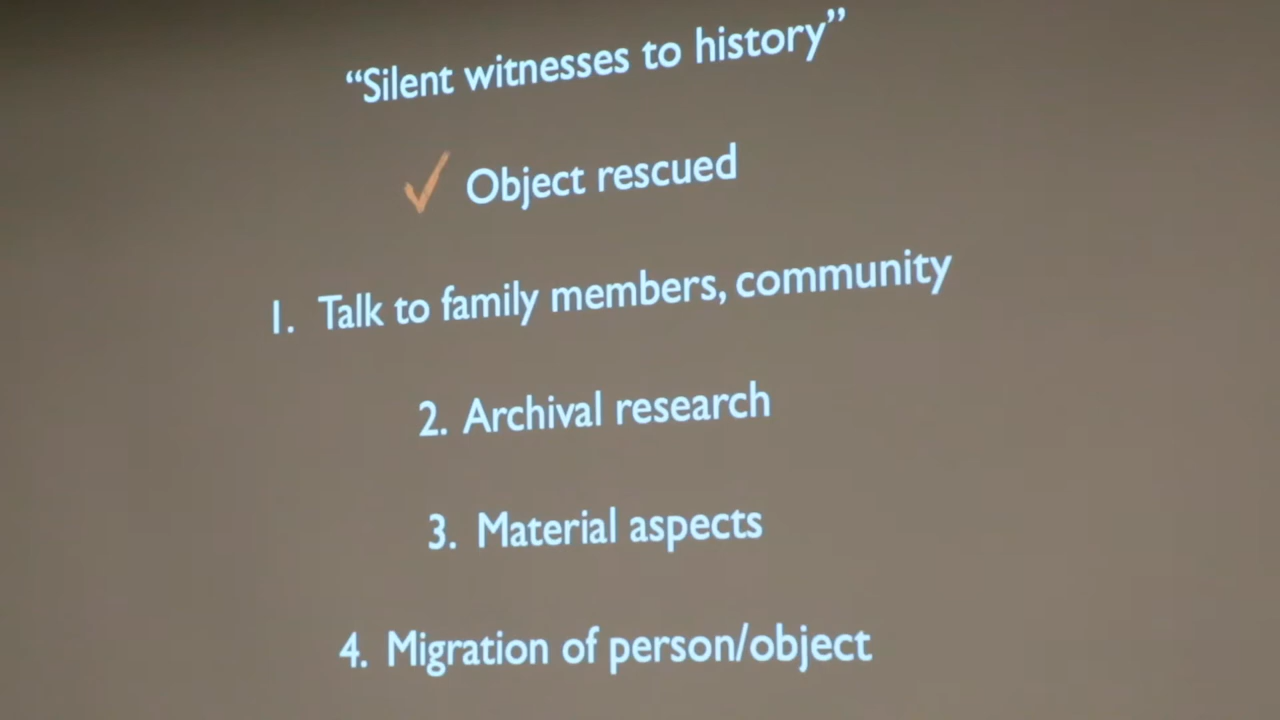 “Silent witnesses to history”
✓ Object rescued
1. Talk to family members, community
2. Archival research
3. Material aspects
4. Migration of person/object